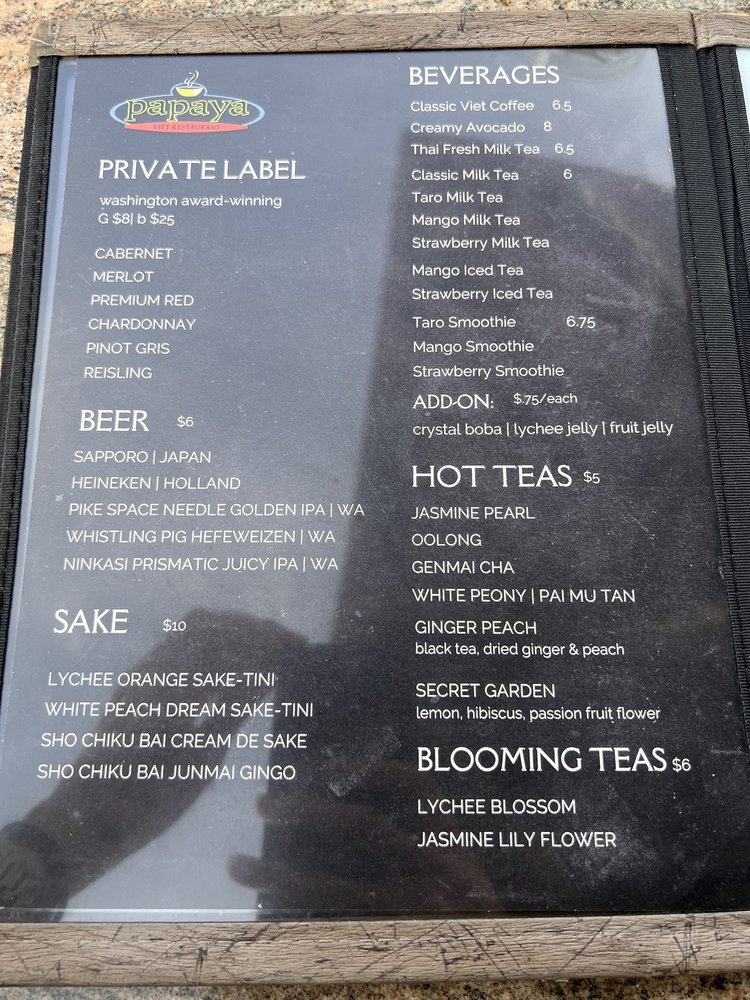 papaya
VIET RESTAURANT
PRIVATE LABEL
washington award-winning
G $8| b $25
CABERNET
MERLOT
PREMIUM RED
CHARDONNAY
PINOT GRIS
REISLING
BEER $6
SAPPORO | JAPAN
HEINEKEN | HOLLAND
PIKE SPACE NEEDLE GOLDEN IPA | WA
WHISTLING PIG HEFEWEIZEN | WA
NINKASI PRISMATIC JUICY IPA | WA
SAKE $10
LYCHEE ORANGE SAKE-TINI
WHITE PEACH DREAM SAKE-TINI
SHO CHIKU BAI CREAM DE SAKE
SHO CHIKU BAI JUNMAI GINGO
BEVERAGES
Classic Viet Coffee 6.5
Creamy Avocado 8
Thai Fresh Milk Tea 6.5
Classic Milk Tea 6
Taro Milk Tea
Mango Milk Tea
Strawberry Milk Tea
Mango Iced Tea
Strawberry Iced Tea
Taro Smoothie 6.75
Mango Smoothie
Strawberry Smoothie
ADD-ON: $.75/each
crystal boba | lychee jelly | fruit jelly
HOT TEAS $5
JASMINE PEARL
OOLONG
GENMAI CHA
WHITE PEONY | PAI MU TAN
GINGER PEACH
black tea, dried ginger & peach
SECRET GARDEN
lemon, hibiscus, passion fruit flower
BLOOMING TEAS $6
LYCHEE BLOSSOM
JASMINE LILY FLOWER